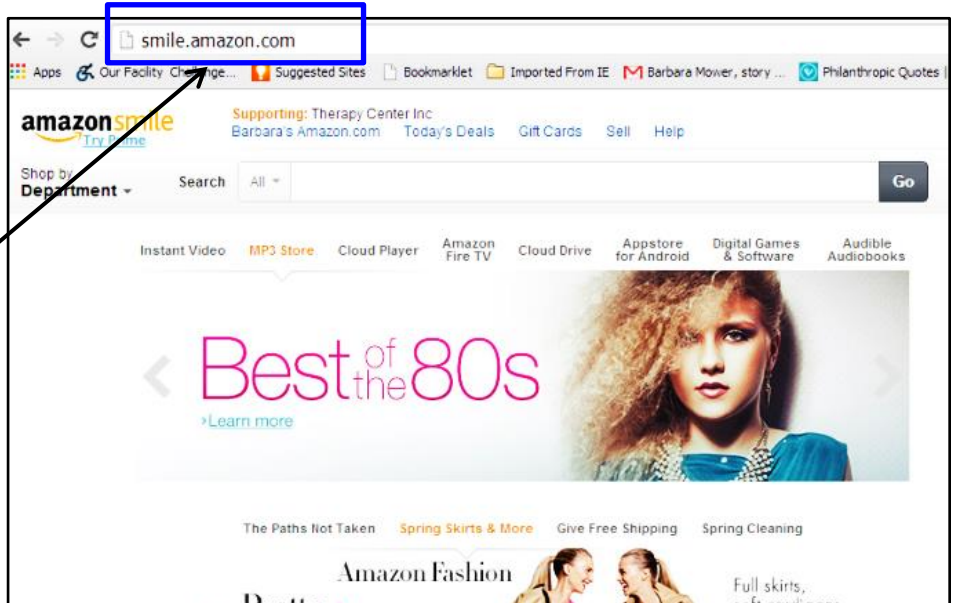 smile.amazon.com
Apps Our Facility Challenge... Suggested Sites Bookmarklet Imported From IE Barbara Mower, story ... Philanthropic Quotes |
amazonsmile
Try Prime
Supporting: Therapy Center Inc
Barbara's Amazon.com Today's Deals Gift Cards Sell Help
Shop by
Department
Search All Go
Instant Video MP3 Store Cloud Player Amazon Fire TV Cloud Drive Appstore for Android Digital Games & Software Audible Audiobooks
Best of the 80s
›Learn more
The Paths Not Taken Spring Skirts & More Give Free Shipping Spring Cleaning
Amazon Fashion
Full skirts,